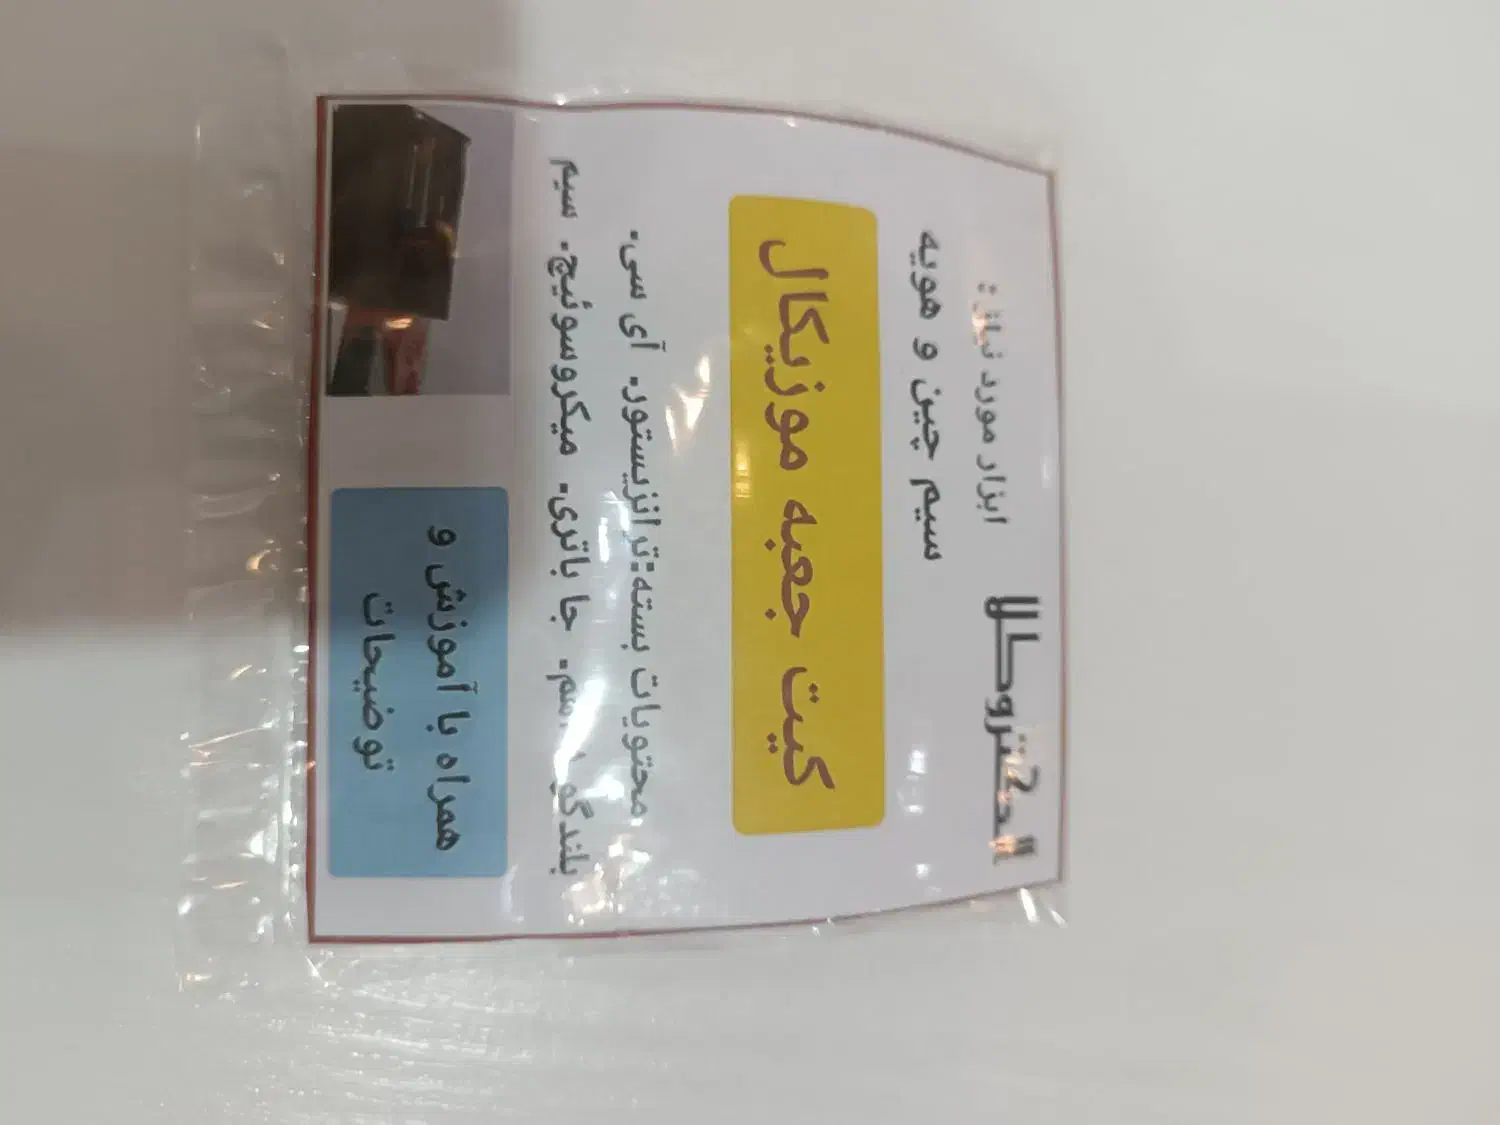 الکتروطلا
ابزار مورد نیاز:
سیم چین و هویه
کیت جعبه موزیکال
محتویات بسته:ترانزیستور- آی سی-
بلندگو - جا باتری- میکروسوئیچ- سیم
همراه با آموزش و
توضیحات